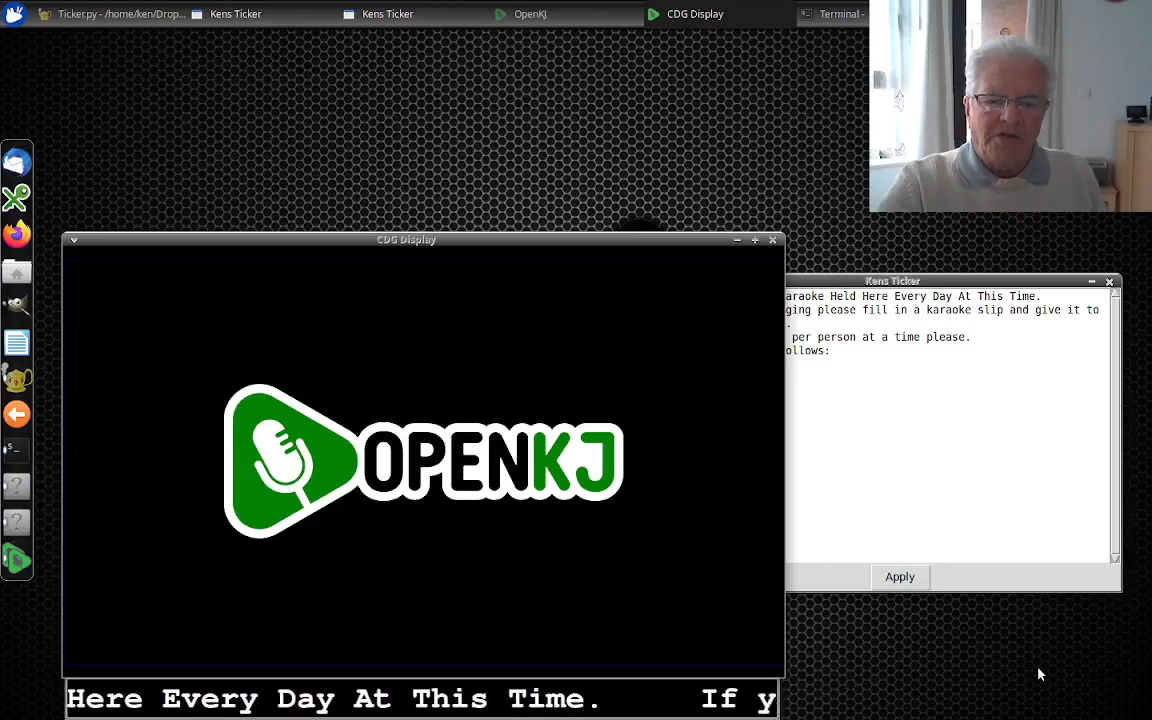 Ticker.py - /home/ken/Drop...
Kens Ticker
Kens Ticker
OpenKJ
CDG Display
Terminal -
CDG Display
Kens Ticker
araoke Held Here Every Day At This Time.
ging please fill in a karaoke slip and give it to
.
per person at a time please.
ollows:
OPENKJ
Apply
Here Every Day At This Time. If y